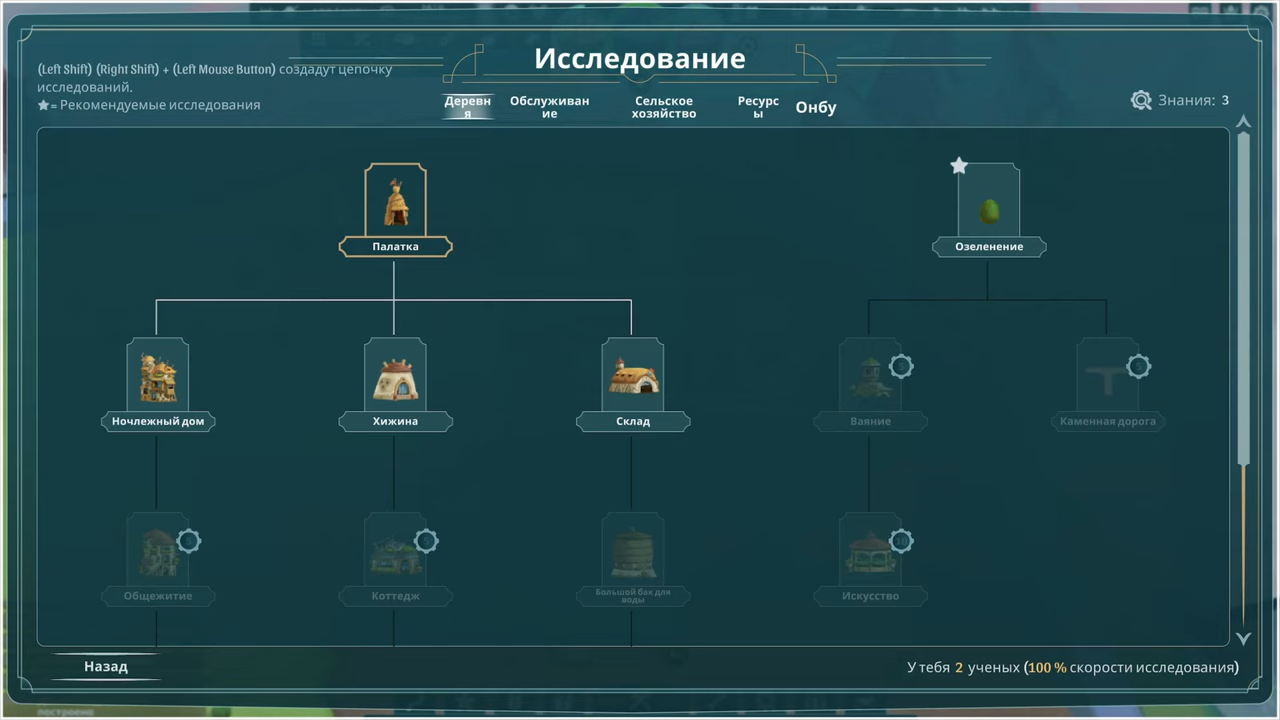 Исследование
(Left Shift) (Right Shift) + (Left Mouse Button) создадут цепочку
исследований.
= Рекомендуемые исследования
Деревн
я
Обслуживан
ие
Сельское
хозяйство
Ресурс
ы
Онбу
Знания: 3
Палатка
Озеленение
Ночлежный дом
Хижина
Склад
Ваяние
Каменная дорога
Общежитие
Коттедж
Большой бак для
воды
Искусство
10
Назад
У тебя 2 ученых (100 % скорости исследования)
построено